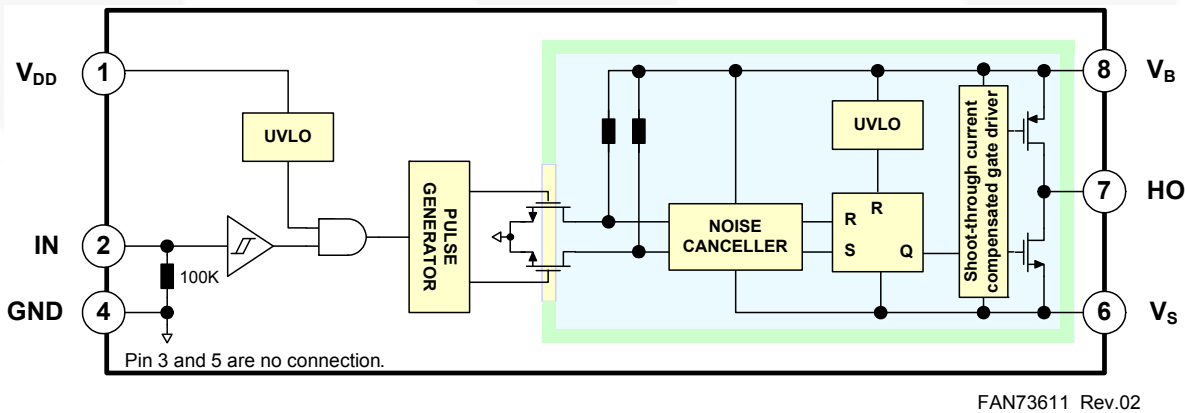 VDD
1
UVLO
IN
2
100K
GND
4
Pin 3 and 5 are no connection.
PULSE
GENERATOR
NOISE
CANCELLER
UVLO
R
R
S
Q
Shoot-through current
compensated gate driver
8
VB
7
HO
6
VS
FAN73611 Rev.02